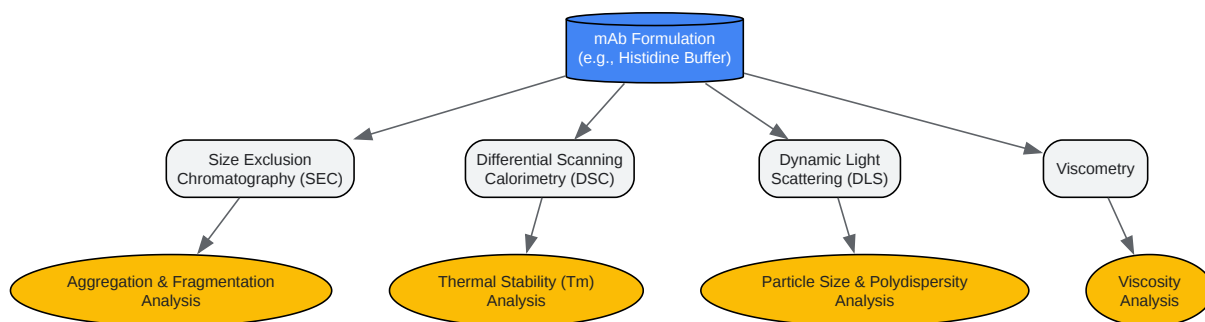 mAb Formulation
(e.g., Histidine Buffer)
Size Exclusion
Chromatography (SEC)
Differential Scanning
Calorimetry (DSC)
Dynamic Light
Scattering (DLS)
Viscometry
Aggregation & Fragmentation
Analysis
Thermal Stability (Tm)
Analysis
Particle Size & Polydispersity
Analysis
Viscosity
Analysis